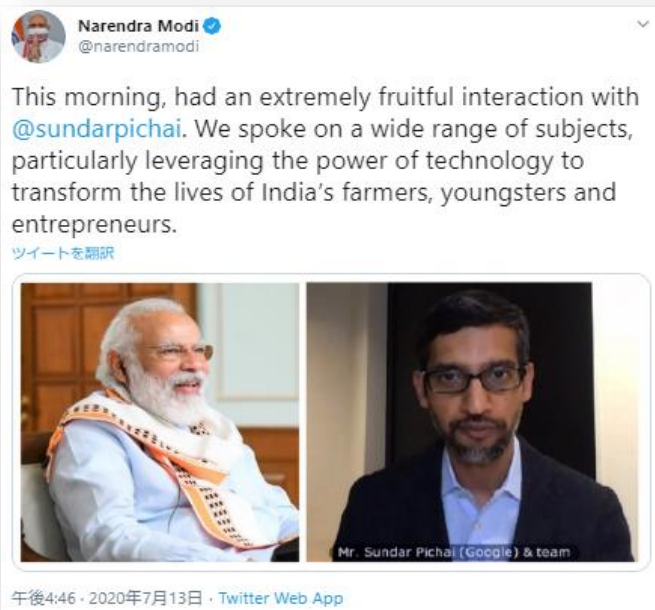 Narendra Modi
@narendramodi
This morning, had an extremely fruitful interaction with
@sundarpichai. We spoke on a wide range of subjects,
particularly leveraging the power of technology to
transform the lives of India's farmers, youngsters and
entrepreneurs.
ツイートを翻訳
Mr. Sundar Pichai (Google) & team
午後4:46 · 2020年7月13日 · Twitter Web App